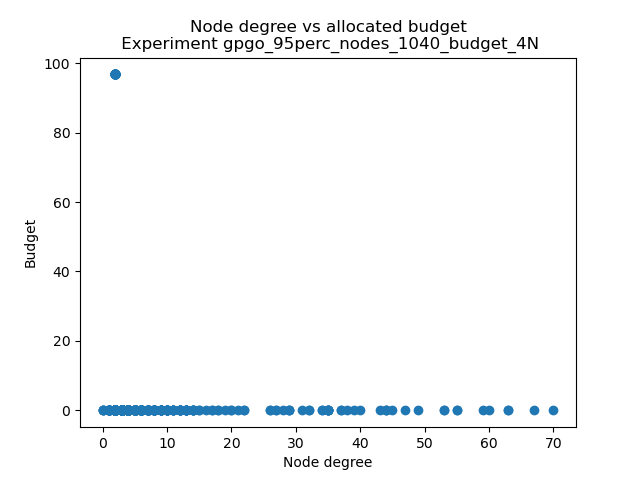 Node degree vs allocated budget
Experiment gpgo_95perc_nodes_1040_budget_4N
100
80
60
40
20
0
Budget
0 10 20 30 40 50 60 70
Node degree